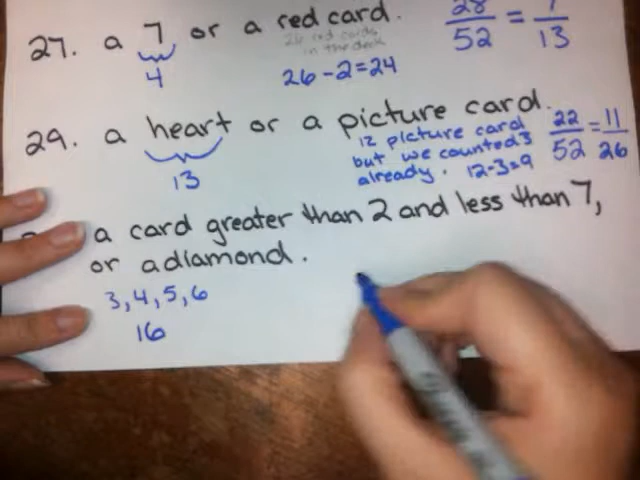 27. a 7 or a red card.
4
26 red cards
in the deck
26 - 2 = 24
28/52 = 7/13
29. a heart or a picture card.
13
12 picture card
but we counted 3
already. 12-3=9
22/52 = 11/26
a card greater than 2 and less than 7,
or a diamond.
3, 4, 5, 6
16